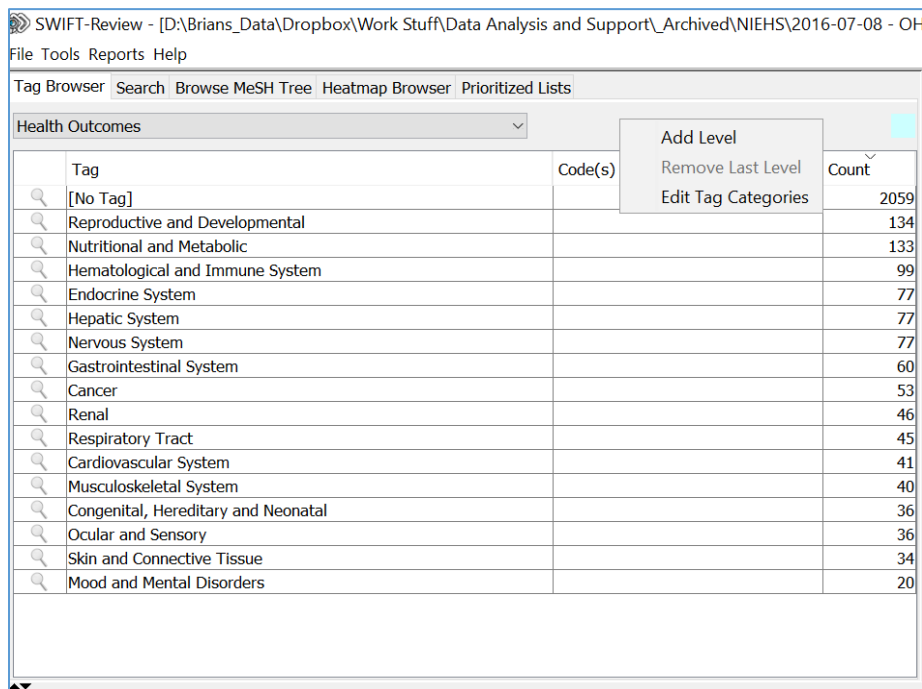 SWIFT-Review - [D:\Brians_Data\Dropbox\Work Stuff\Data Analysis and Support\_Archived\NIEHS\2016-07-08 - OH
File Tools Reports Help
Tag Browser Search Browse MeSH Tree Heatmap Browser Prioritized Lists
Health Outcomes
Add Level
Remove Last Level
Edit Tag Categories
Tag Code(s) Count
[No Tag] 2059
Reproductive and Developmental 134
Nutritional and Metabolic 133
Hematological and Immune System 99
Endocrine System 77
Hepatic System 77
Nervous System 77
Gastrointestinal System 60
Cancer 53
Renal 46
Respiratory Tract 45
Cardiovascular System 41
Musculoskeletal System 40
Congenital, Hereditary and Neonatal 36
Ocular and Sensory 36
Skin and Connective Tissue 34
Mood and Mental Disorders 20